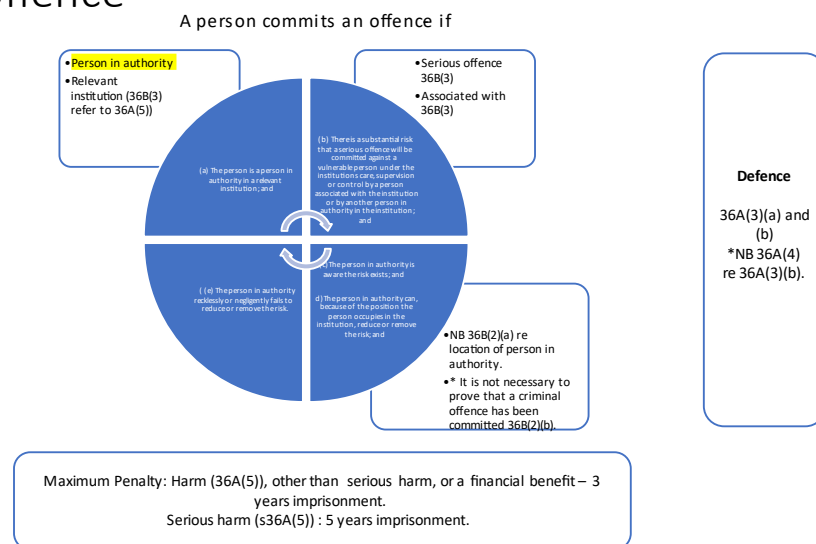 A person commits an offence if
•Person in authority
•Relevant
institution (36B(3)
refer to 36A(5))
•Serious offence
36B(3)
•Associated with
36B(3)
(a) The person is a person in
authority in a relevant
institution; and
(b) There is a substantial risk
that a serious offence will be
committed against a
vulnerable person under the
institutions care, supervision
or control by a person
associated with the institution
or by another person in
authority in the institution;
and
( (e) The person in authority
recklessly or negligently fails to
reduce or remove the risk.
(c) The person in authority is
aware the risk exists; and
d) The person in authority can,
because of the position the
person occupies in the
institution, reduce or remove
the risk; and
•NB 36B(2)(a) re
location of person in
authority.
•* It is not necessary to
prove that a criminal
offence has been
committed 36B(2)(b).
Defence
36A(3)(a) and
(b)
*NB 36A(4)
re 36A(3)(b).
Maximum Penalty: Harm (36A(5)), other than serious harm, or a financial benefit – 3
years imprisonment.
Serious harm (s36A(5)) : 5 years imprisonment.